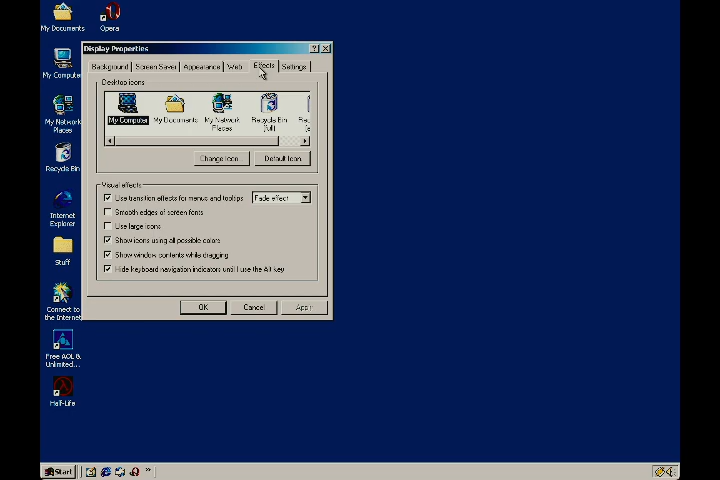 My Documents
Opera
Display Properties
Background
Screen Saver
Appearance
Web
Effects
Settings
My Computer
Desktop icons
My Computer
My Documents
My Network
Places
Recycle Bin
(full)
Rec
My Network
Places
Change Icon...
Default Icon
Recycle Bin
Visual effects
Use transition effects for menus and tooltips
Fade effect
Smooth edges of screen fonts
Internet
Explorer
Use large icons
Show icons using all possible colors
Show window contents while dragging
Stuff
Hide keyboard navigation indicators until I use the Alt key
OK
Cancel
Apply
Connect to
the Internet
Free AOL &
Unlimited...
Half-Life
Start